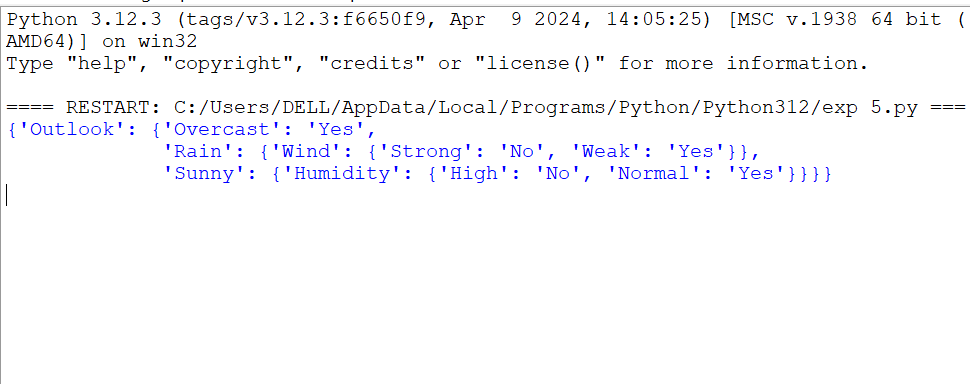 Python 3.12.3 (tags/v3.12.3:f6650f9, Apr  9 2024, 14:05:25) [MSC v.1938 64 bit (
AMD64)] on win32
Type "help", "copyright", "credits" or "license()" for more information.
==== RESTART: C:/Users/DELL/AppData/Local/Programs/Python/Python312/exp 5.py ===
{'Outlook': {'Overcast': 'Yes',
             'Rain': {'Wind': {'Strong': 'No', 'Weak': 'Yes'}},
             'Sunny': {'Humidity': {'High': 'No', 'Normal': 'Yes'}}}}